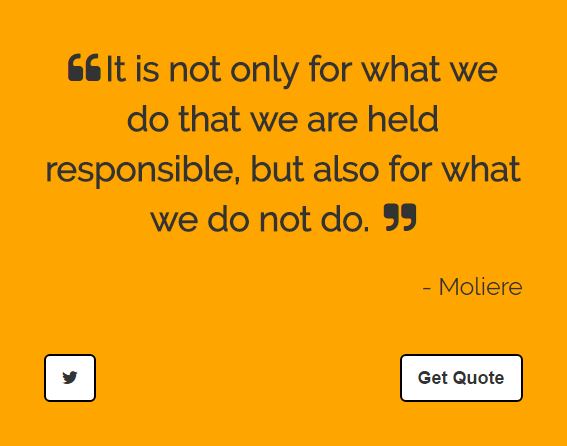 ❝It is not only for what we
do that we are held
responsible, but also for what
we do not do. ❞
- Moliere
Get Quote